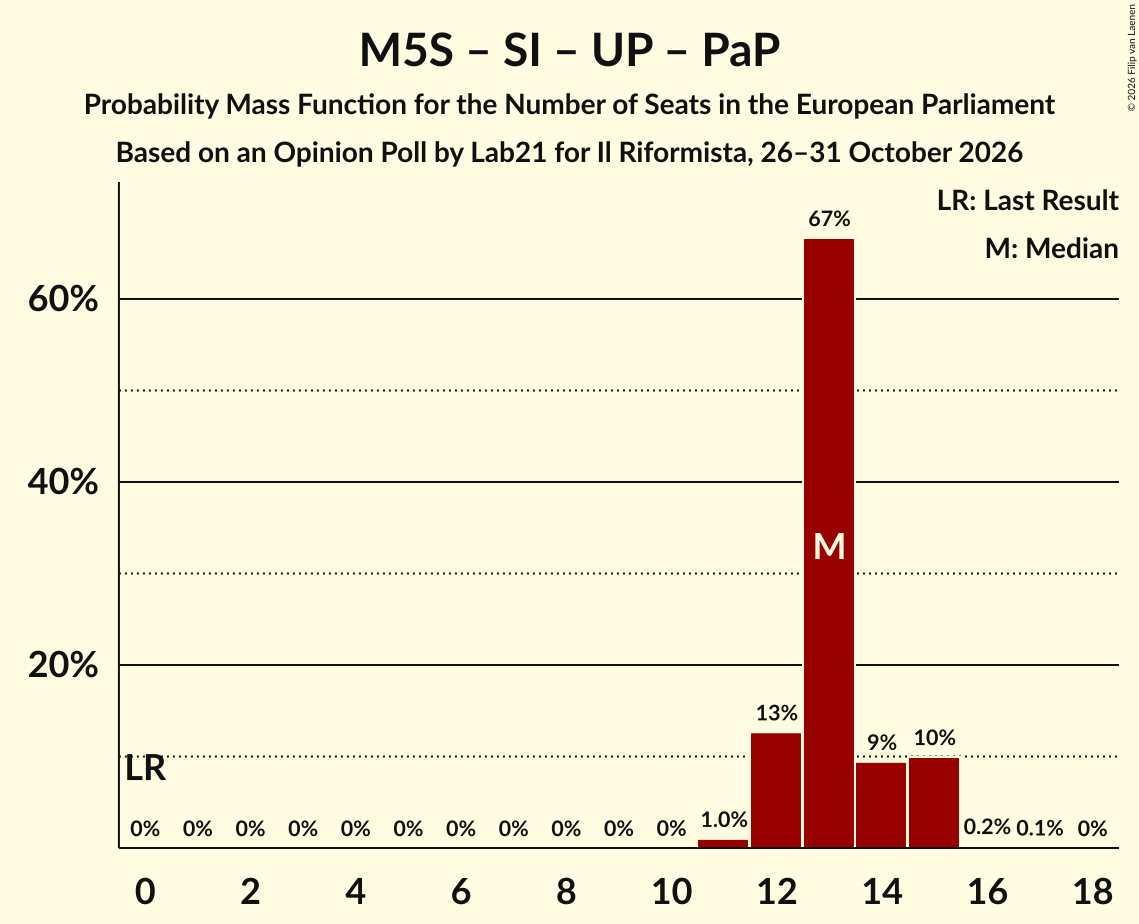 M5S – SI – UP – PaP
Probability Mass Function for the Number of Seats in the European Parliament
Based on an Opinion Poll by Lab21 for Il Riformista, 26–31 October 2026
© 2026 Filip van Laenen
LR: Last Result
M: Median
67%
60%
40%
M
20%
13%
9%
10%
LR
0% 0% 0% 0% 0% 0% 0% 0% 0% 0% 0% 1.0% 0.2% 0.1% 0%
0 2 4 6 8 10 12 14 16 18